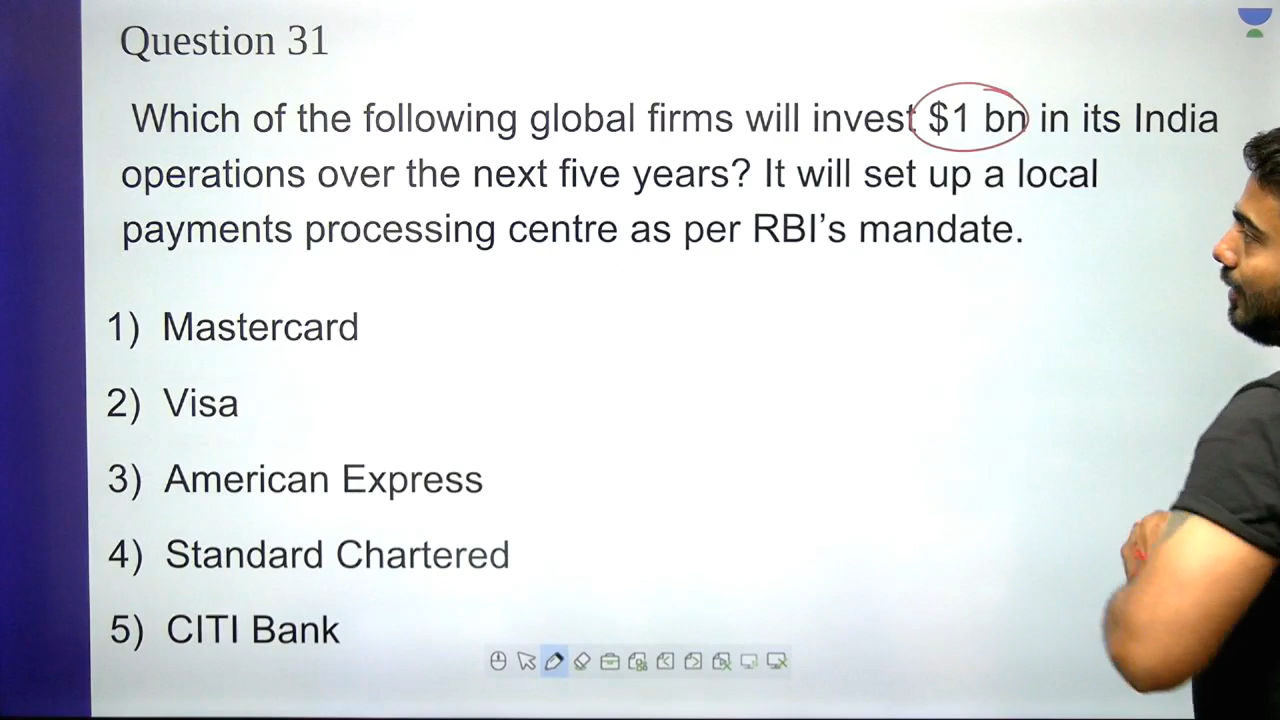 Question 31
Which of the following global firms will invest $1 bn in its India
operations over the next five years? It will set up a local
payments processing centre as per RBI’s mandate.
1) Mastercard
2) Visa
3) American Express
4) Standard Chartered
5) CITI Bank